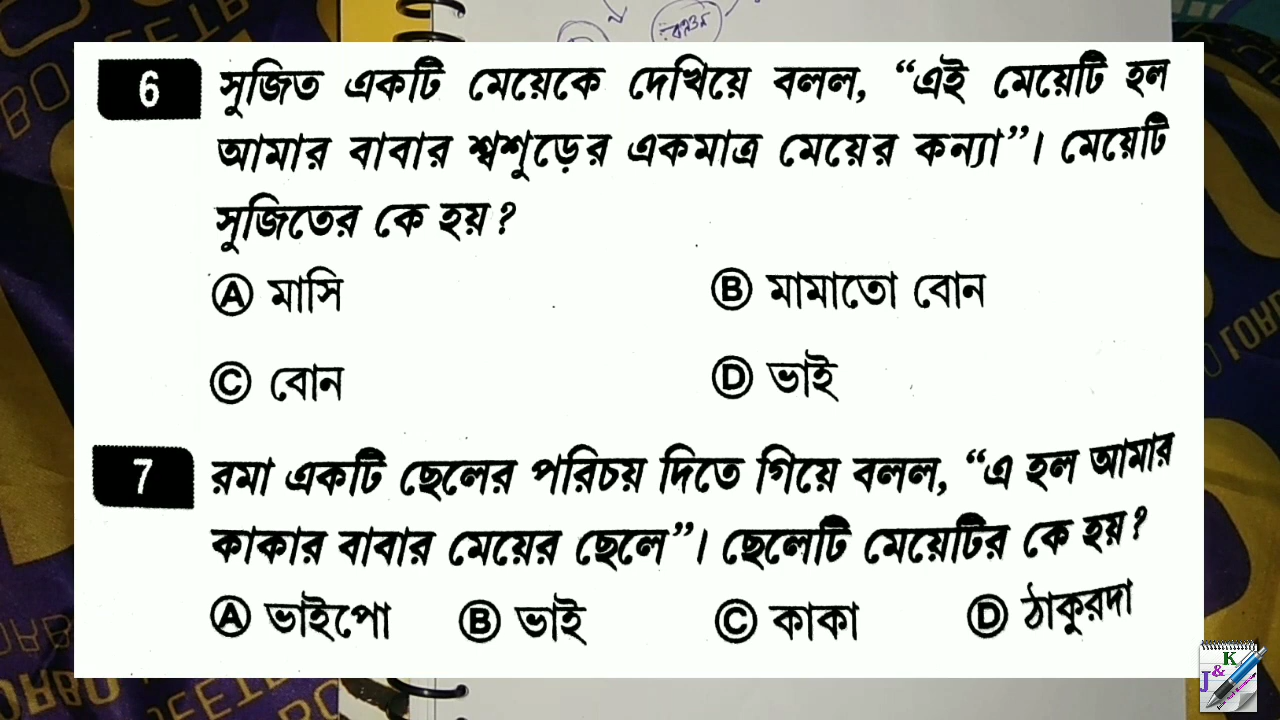 রণওন
6 সুজিত একটি মেয়েকে দেখিয়ে বলল, “এই মেয়েটি হল
আমার বাবার শ্বশুড়ের একমাত্র মেয়ের কন্যা”। মেয়েটি
সুজিতের কে হয়?
A মাসি B মামাতো বোন
C বোন D ভাই
7 রমা একটি ছেলের পরিচয় দিতে গিয়ে বলল, “এ হল আমার
কাকার বাবার মেয়ের ছেলে”। ছেলেটি মেয়েটির কে হয়?
A ভাইপো B ভাই C কাকা D ঠাকুরদা
J&K